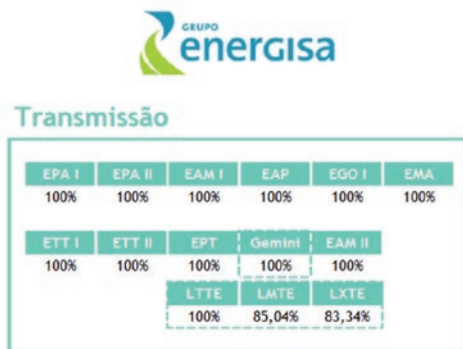 GRUPO
energisa
Transmissão
EPA I EPA II EAM I EAP EGO I EMA
100% 100% 100% 100% 100% 100%
ETT I ETT II EPT Gemini EAM II
100% 100% 100% 100% 100%
LTTE LMTE LXTE
100% 85,04% 83,34%